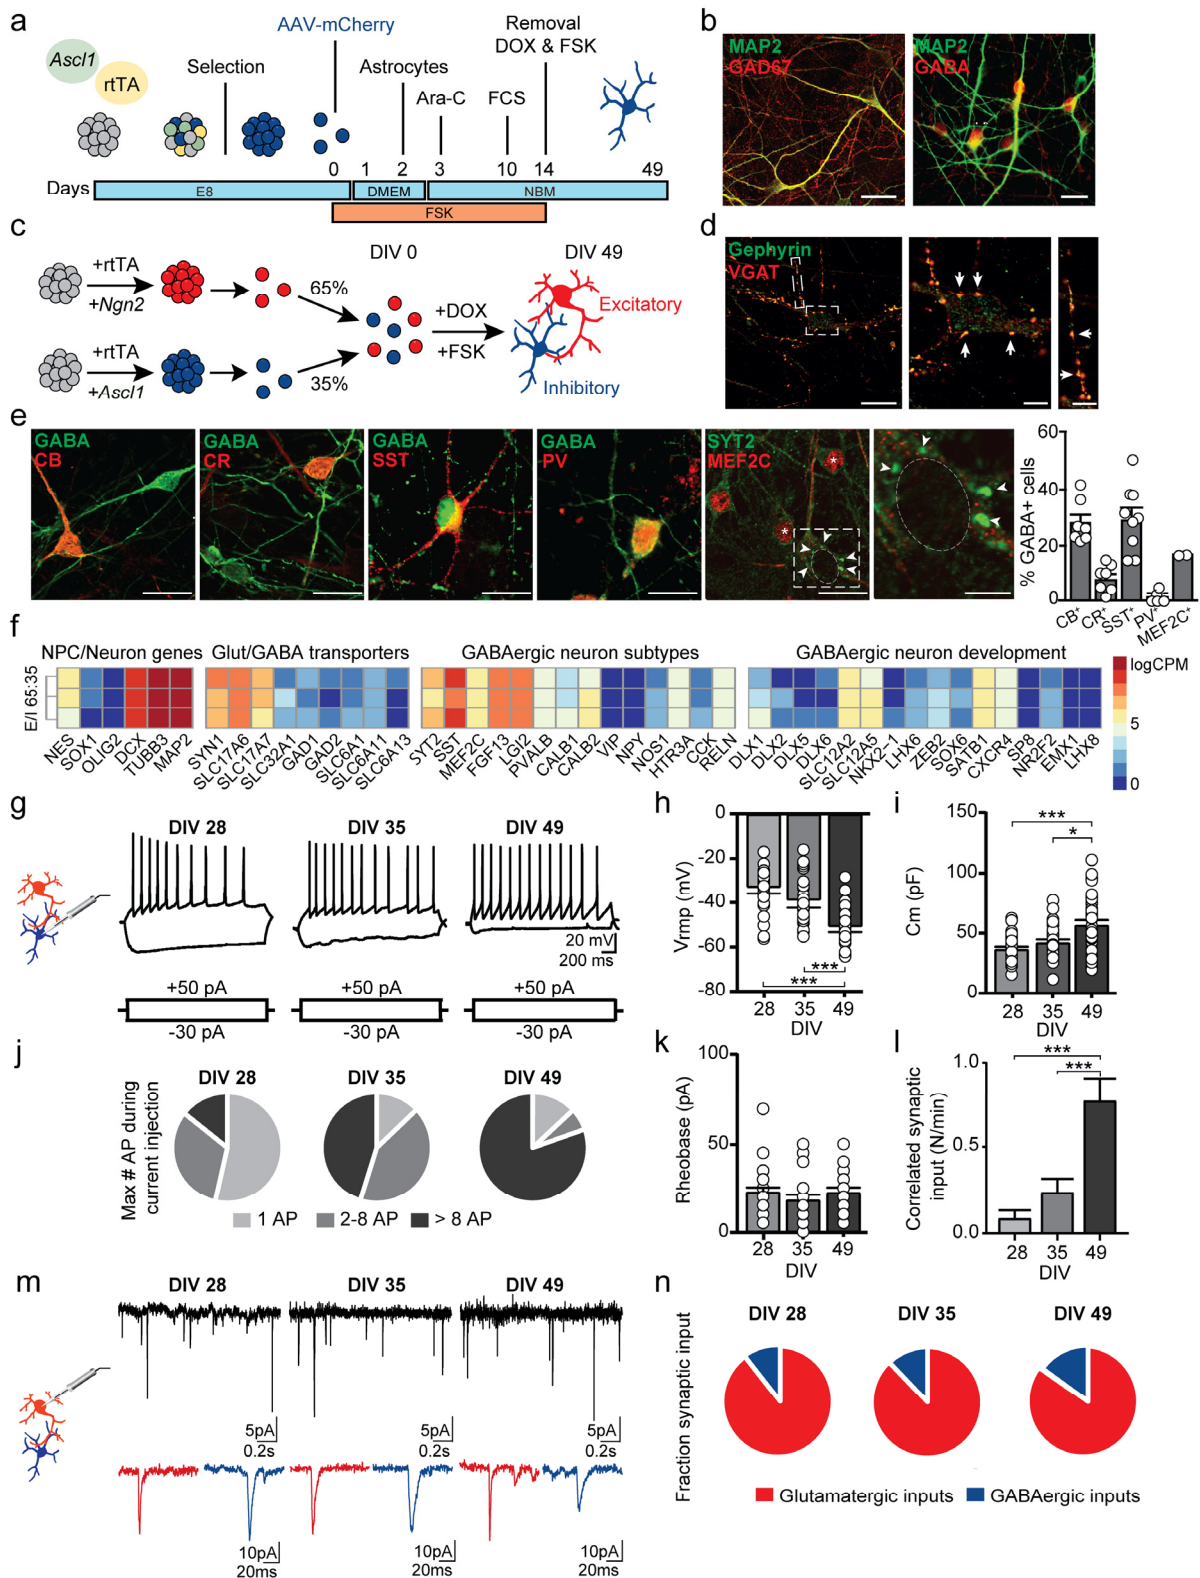 a
Ascl1
rtTA
Selection
AAV-mCherry
Astrocytes
Removal
DOX & FSK
Ara-C
FCS
0 1 2 3 10 14 49
Days
E8
DMEM
NBM
FSK
b
MAP2
GAD67
MAP2
GABA
c
DIV 0
DIV 49
+rtTA
+Ngn2
65%
+rtTA
+Ascl1
35%
+DOX
+FSK
Excitatory
Inhibitory
d
Gephyrin
VGAT
e
GABA
CB
GABA
CR
GABA
SST
GABA
PV
SYT2
MEF2C
*
*
% GABA+ cells
60
40
20
0
CB+
CR+
SST+
PV+
MEF2C+
f
NPC/Neuron genes
Glut/GABA transporters
GABAergic neuron subtypes
GABAergic neuron development
E/I 65:35
NES
SOX1
OLIG2
DCX
TUBB3
MAP2
SYN1
SLC17A6
SLC17A7
SLC32A1
GAD1
GAD2
SLC6A1
SLC6A11
SLC6A13
SYT2
SST
MEF2C
FGF13
LGI2
PVALB
CALB1
CALB2
VIP
NPY
NOS1
HTR3A
CCK
RELN
DLX1
DLX2
DLX5
DLX6
SLC12A2
SLC12A5
NKX2-1
LHX6
ZEB2
SOX6
SATB1
CXCR4
SP8
NR2F2
EMX1
LHX8
logCPM
5
0
g
DIV 28
DIV 35
DIV 49
20 mV
200 ms
+50 pA
-30 pA
+50 pA
-30 pA
+50 pA
-30 pA
h
Vrmp (mV)
0
-20
-40
-60
-80
***
***
28 35 49
DIV
i
Cm (pF)
150
100
50
0
***
*
28 35 49
DIV
j
Max # AP during
current injection
DIV 28
DIV 35
DIV 49
1 AP
2-8 AP
> 8 AP
k
Rheobase (pA)
100
50
0
28 35 49
DIV
l
Correlated synaptic
input (N/min)
1.0
0.5
0.0
***
***
28 35 49
DIV
m
DIV 28
DIV 35
DIV 49
5pA
0.2s
5pA
0.2s
5pA
0.2s
10pA
20ms
10pA
20ms
10pA
20ms
n
Fraction synaptic input
DIV 28
DIV 35
DIV 49
Glutamatergic inputs
GABAergic inputs